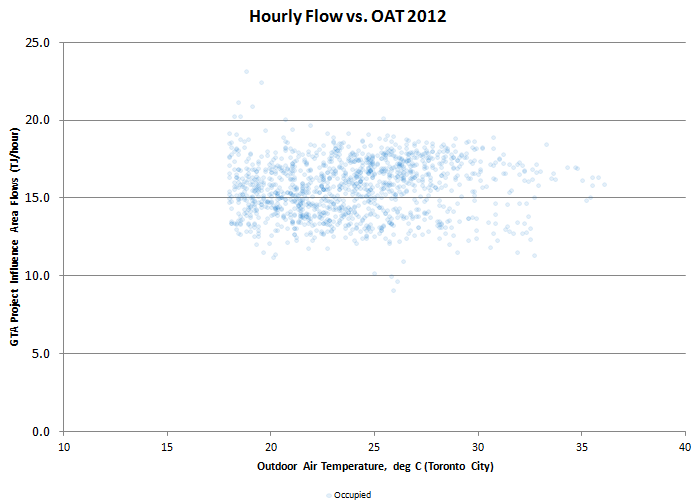 Hourly Flow vs. OAT 2012
25.0
20.0
15.0
10.0
5.0
0.0
GTA Project Influence Area Flows (TJ/hour)
10 15 20 25 30 35 40
Outdoor Air Temperature, deg C (Toronto City)
Occupied